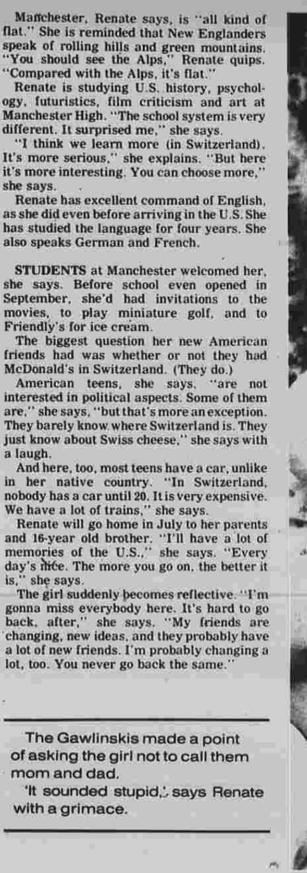 Manchester, Renate says, is "all kind of
flat." She is reminded that New Englanders
speak of rolling hills and green mountains.
"You should see the Alps," Renate quips.
"Compared with the Alps, it's flat."
Renate is studying U.S. history, psychol-
ogy, futuristics, film criticism and art at
Manchester High. "The school system is very
different. It surprised me," she says.
"I think we learn more (in Switzerland).
It's more serious," she explains. "But here
it's more interesting. You can choose more,"
she says.
Renate has excellent command of English,
as she did even before arriving in the U.S. She
has studied the language for four years. She
also speaks German and French.
STUDENTS at Manchester welcomed her,
she says. Before school even opened in
September, she'd had invitations to the
movies, to play miniature golf, and to
Friendly's for ice cream.
The biggest question her new American
friends had was whether or not they had
McDonald's in Switzerland. (They do.)
American teens, she says, "are not
interested in political aspects. Some of them
are," she says, "but that's more an exception.
They barely know where Switzerland is. They
just know about Swiss cheese," she says with
a laugh.
And here, too, most teens have a car, unlike
in her native country. "In Switzerland,
nobody has a car until 20. It is very expensive.
We have a lot of trains," she says.
Renate will go home in July to her parents
and 16-year old brother. "I'll have a lot of
memories of the U.S.," she says. "Every
day's nice. The more you go on, the better it
is," she says.
The girl suddenly becomes reflective. "I'm
gonna miss everybody here. It's hard to go
back, after," she says. "My friends are
changing, new ideas, and they probably have
a lot of new friends. I'm probably changing a
lot, too. You never go back the same."
The Gawlinskis made a point
of asking the girl not to call them
mom and dad.
'It sounded stupid,' says Renate
with a grimace.